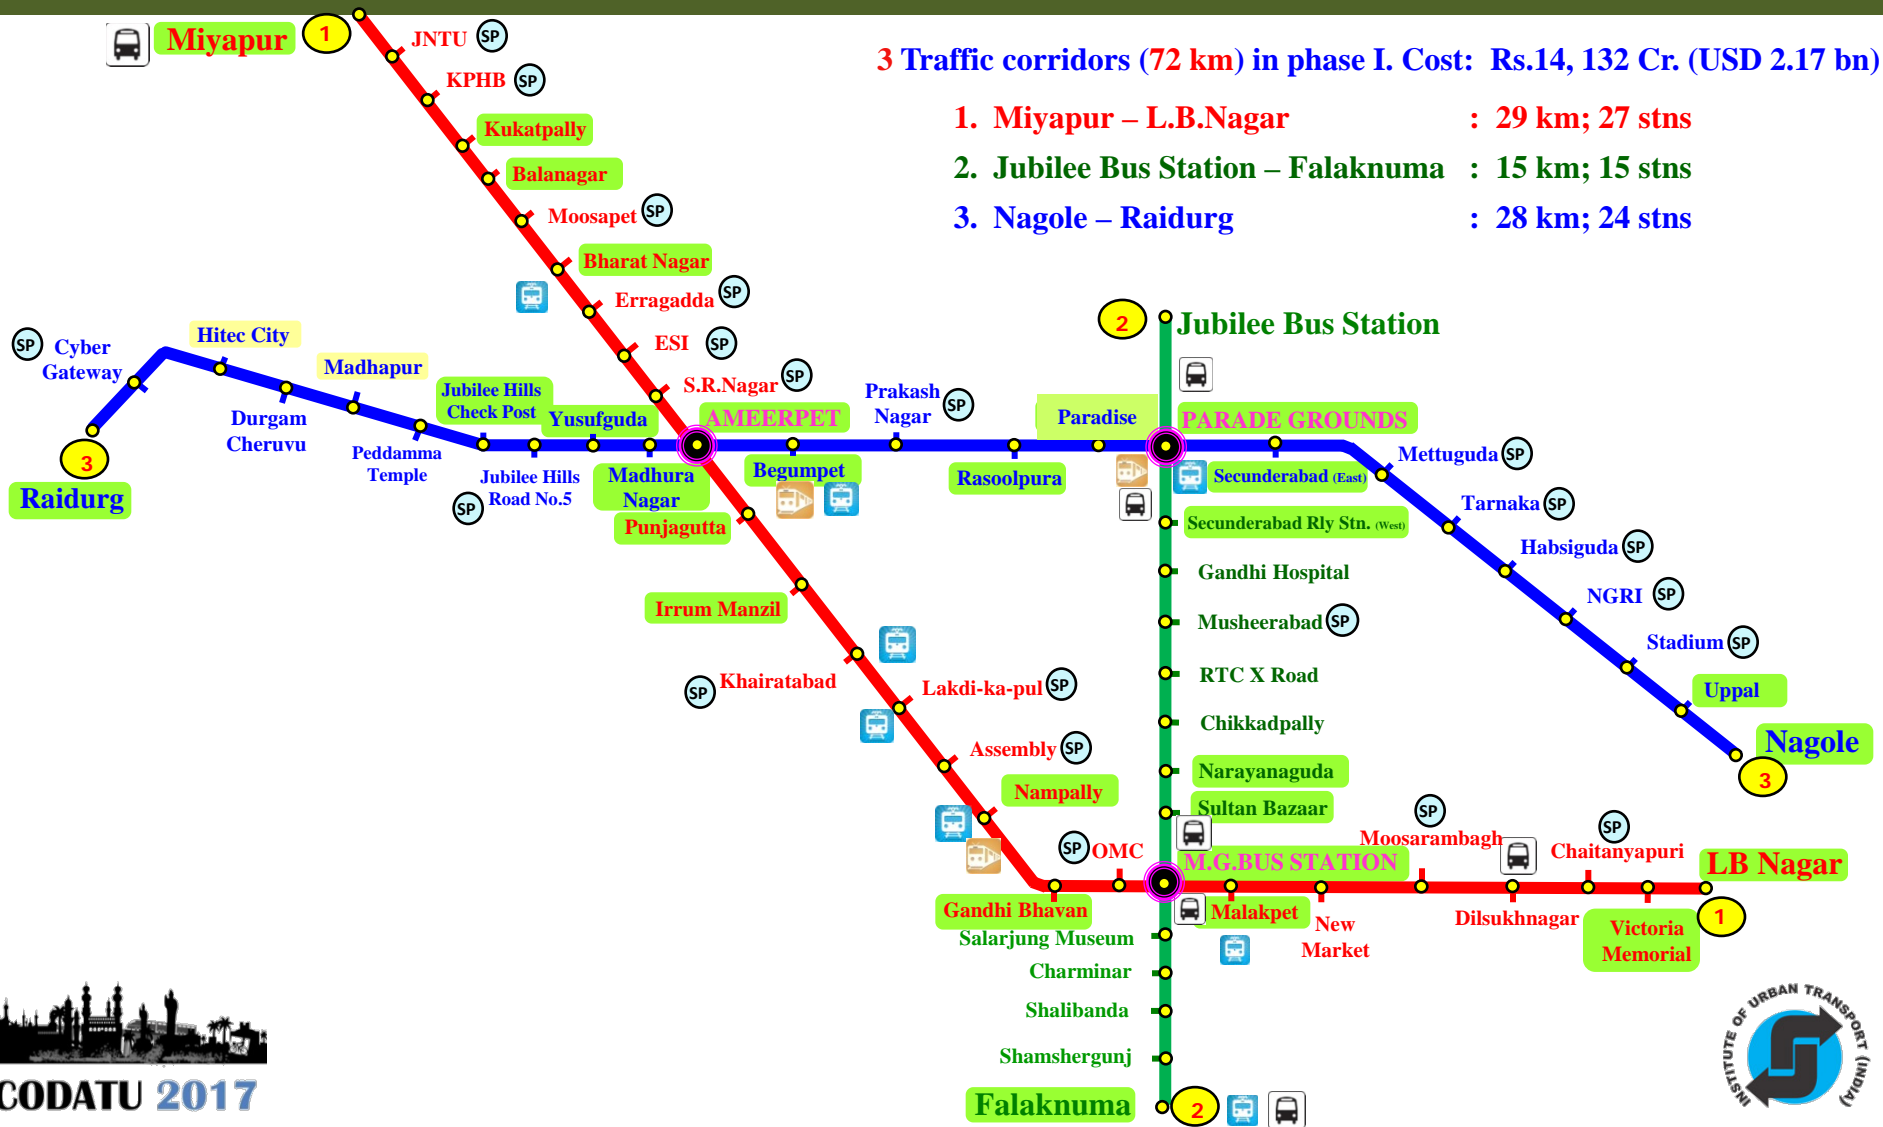 3 Traffic corridors (72 km) in phase I. Cost: Rs.14, 132 Cr. (USD 2.17 bn)
1. Miyapur – L.B.Nagar : 29 km; 27 stns
2. Jubilee Bus Station – Falaknuma : 15 km; 15 stns
3. Nagole – Raidurg : 28 km; 24 stns
Miyapur
1
JNTU SP
KPHB SP
Kukatpally
Balanagar
Moosapet SP
Bharat Nagar
Erragadda SP
ESI SP
S.R.Nagar SP
AMEERPET
Punjagutta
Irrum Manzil
SP Khairatabad
Lakdi-ka-pul SP
Assembly SP
Nampally
Gandhi Bhavan
SP OMC
M.G.BUS STATION
Malakpet
New
Market
SP
Moosarambagh
Dilsukhnagar
SP
Chaitanyapuri
Victoria
Memorial
LB Nagar
1
2
Jubilee Bus Station
PARADE GROUNDS
Secunderabad Rly Stn. (West)
Gandhi Hospital
Musheerabad SP
RTC X Road
Chikkadpally
Narayanaguda
Sultan Bazaar
Salarjung Museum
Charminar
Shalibanda
Shamshergunj
Falaknuma
2
3
Raidurg
SP
Cyber
Gateway
Hitec City
Durgam
Cheruvu
Madhapur
Peddamma
Temple
Jubilee Hills
Check Post
Jubilee Hills
Road No.5
SP
Yusufguda
Madhura
Nagar
Begumpet
Prakash
Nagar
SP
Rasoolpura
Paradise
Secunderabad (East)
Mettuguda SP
Tarnaka SP
Habsiguda SP
NGRI SP
Stadium SP
Uppal
Nagole
3
CODATU 2017
INSTITUTE OF URBAN TRANSPORT (INDIA)